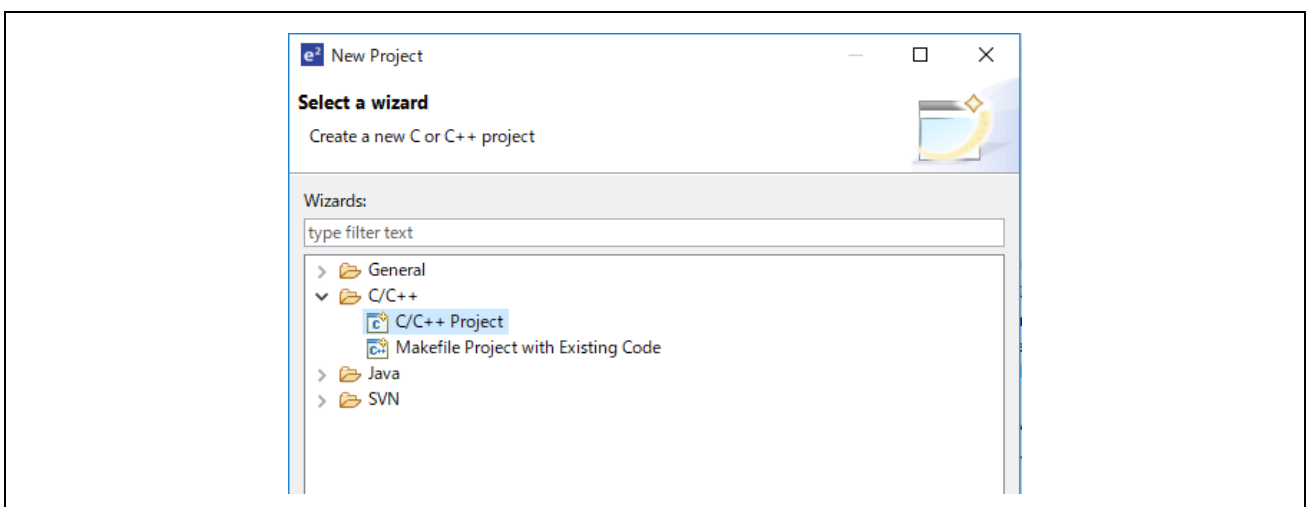 e² New Project
Select a wizard
Create a new C or C++ project
Wizards:
type filter text
General
C/C++
C/C++ Project
Makefile Project with Existing Code
Java
SVN